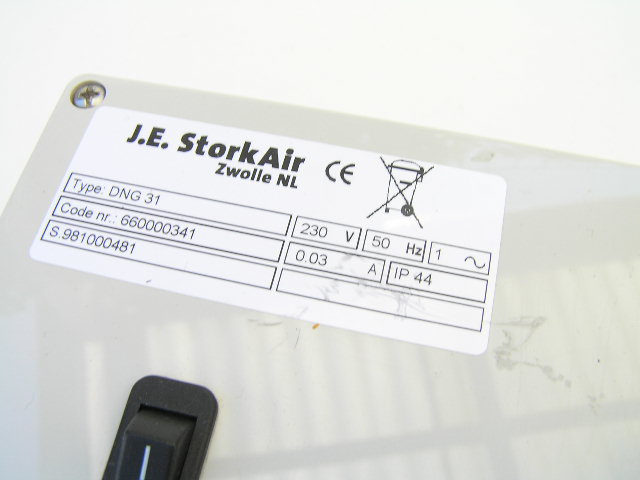 J.E. StorkAir
Zwolle NL
CE
Type: DNG 31
230 V 50 Hz 1 ~
Code nr.: 660000341
0.03 A IP 44
S.981000481